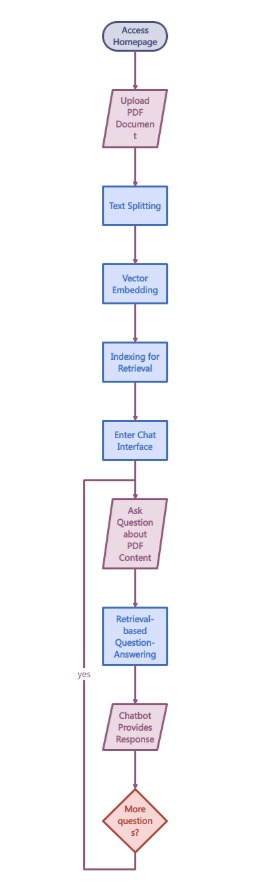 Access
Homepage
Upload
PDF
Documen
t
Text Splitting
Vector
Embedding
Indexing for
Retrieval
Enter Chat
Interface
Ask
Question
about
PDF
Content
Retrieval-
based
Question-
Answering
yes
Chatbot
Provides
Response
More
question
s?